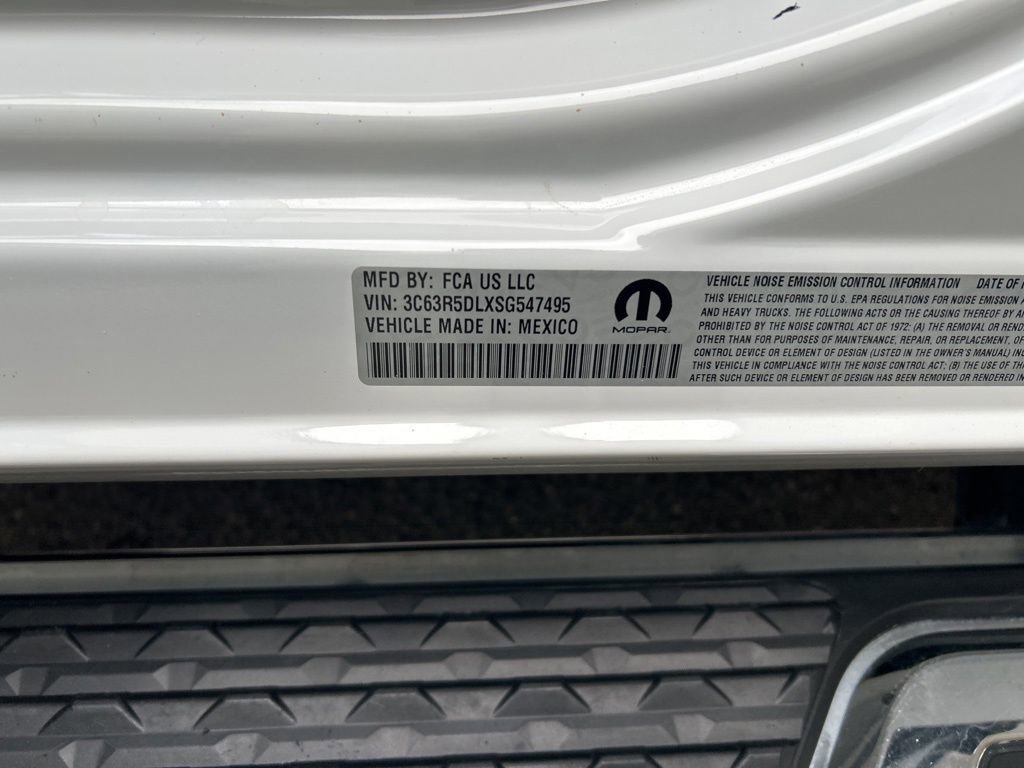 MFD BY: FCA US LLC
VIN: 3C63R5DLXSG547495
VEHICLE MADE IN: MEXICO
MOPAR
VEHICLE NOISE EMISSION CONTROL INFORMATION DATE OF
THIS VEHICLE CONFORMS TO U.S. EPA REGULATIONS FOR NOISE EMISSION
AND HEAVY TRUCKS. THE FOLLOWING ACTS OR THE CAUSING THEREOF BY
PROHIBITED BY THE NOISE CONTROL ACT OF 1972: (A) THE REMOVAL OR
OTHER THAN FOR PURPOSES OF MAINTENANCE, REPAIR, OR REPLACEMENT, OF
CONTROL DEVICE OR ELEMENT OF DESIGN (LISTED IN THE OWNER'S MANUAL)
THIS VEHICLE IN COMPLIANCE WITH THE NOISE CONTROL ACT; (B) THE USE OF
AFTER SUCH DEVICE OR ELEMENT OF DESIGN HAS BEEN REMOVED OR RENDERED